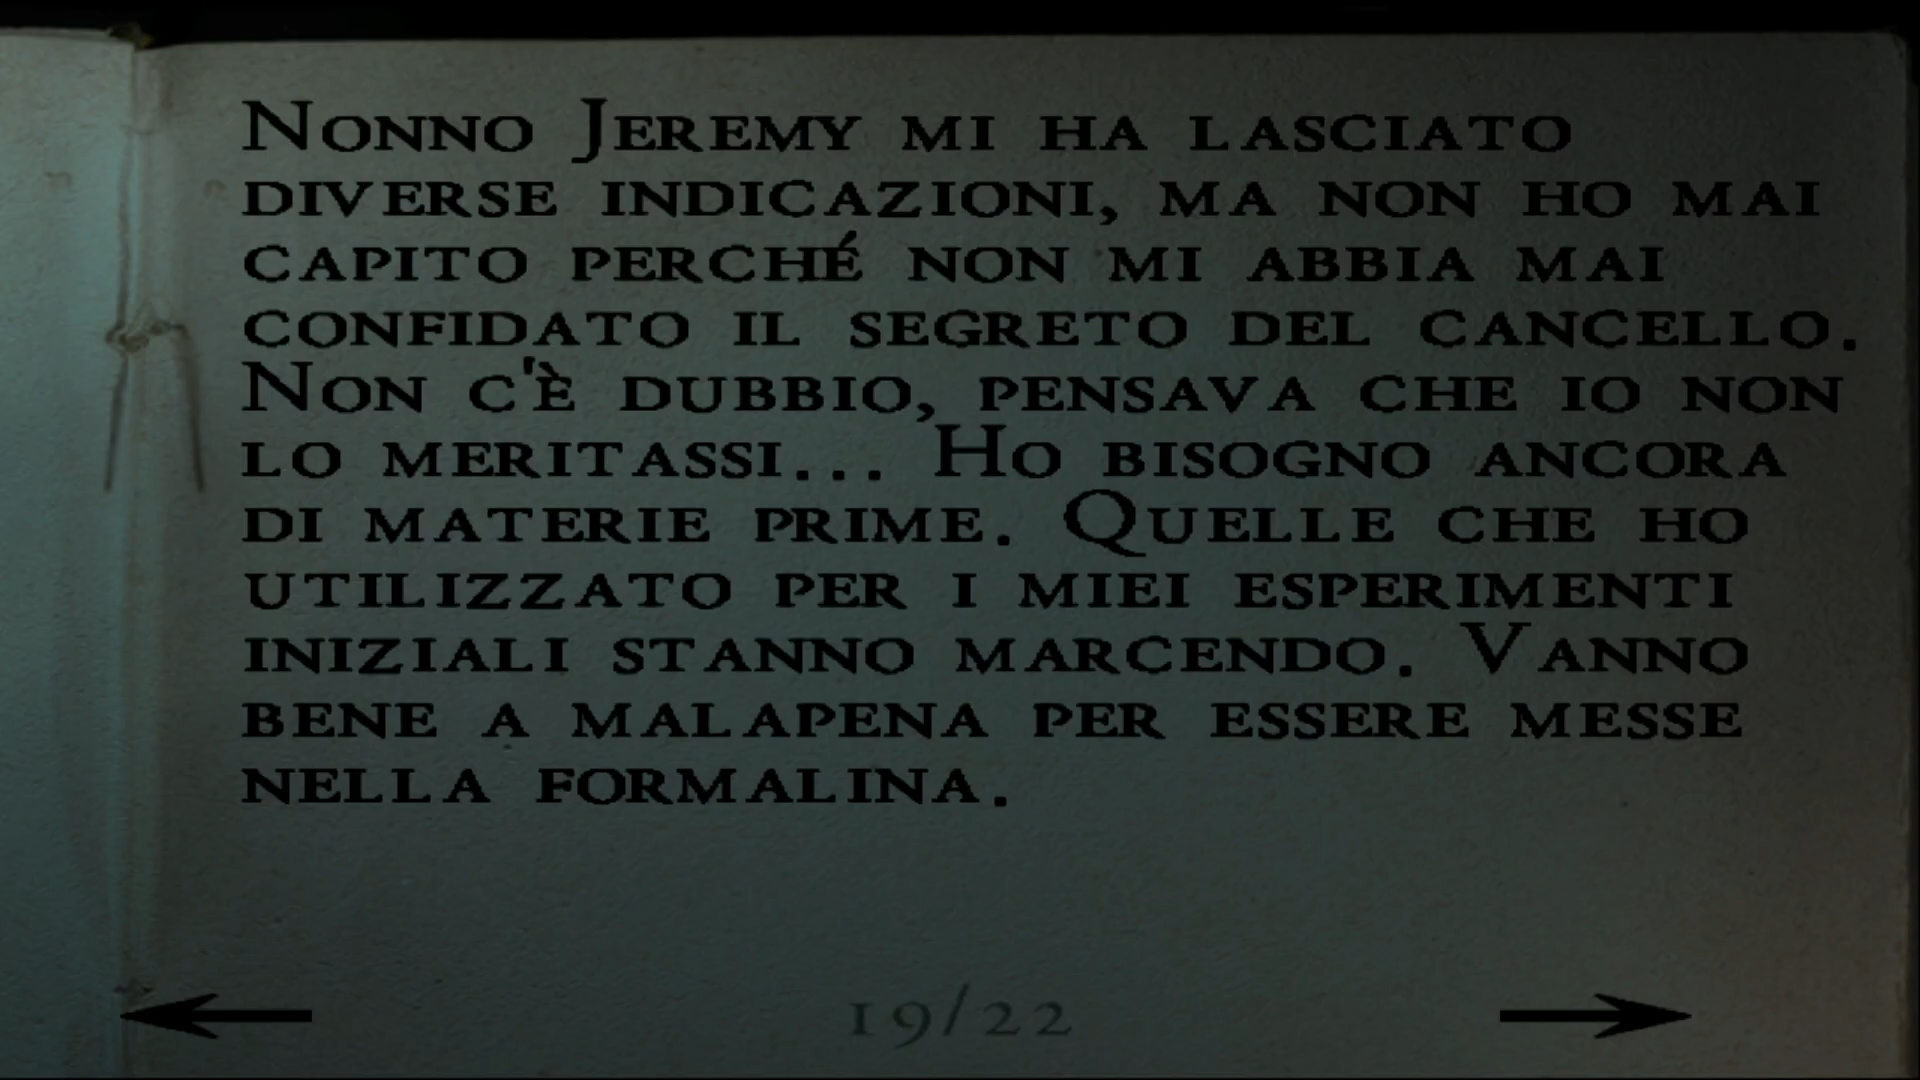 Nonno Jeremy mi ha lasciato
diverse indicazioni, ma non ho mai
capito perché non mi abbia mai
confidato il segreto del cancello.
Non c'è dubbio, pensava che io non
lo meritassi... Ho bisogno ancora
di materie prime. Quelle che ho
utilizzato per i miei esperimenti
iniziali stanno marcendo. Vanno
bene a malapena per essere messe
nella formalina.
19/22